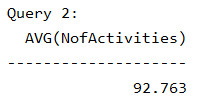 Query 2:
AVG(NofActivities)
--------------------
92.763